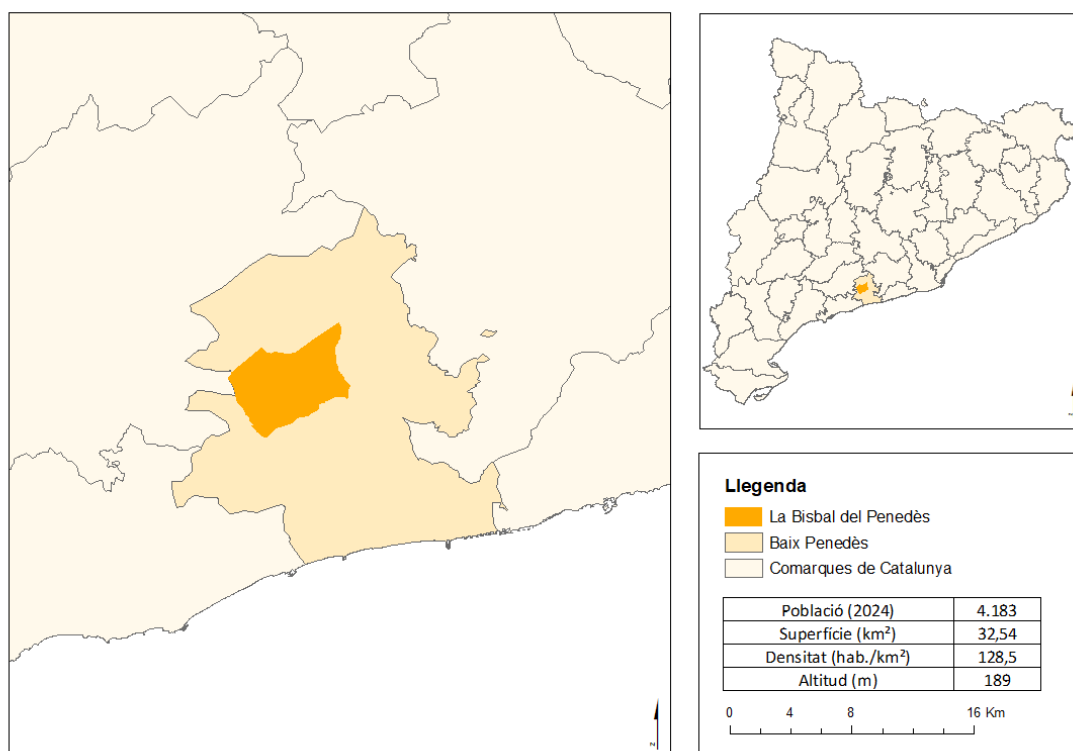 Llegenda
La Bisbal del Penedès
Baix Penedès
Comarques de Catalunya
Població (2024) 4.183
Superfície (km²) 32,54
Densitat (hab./km²) 128,5
Altitud (m) 189
0 4 8 16 Km